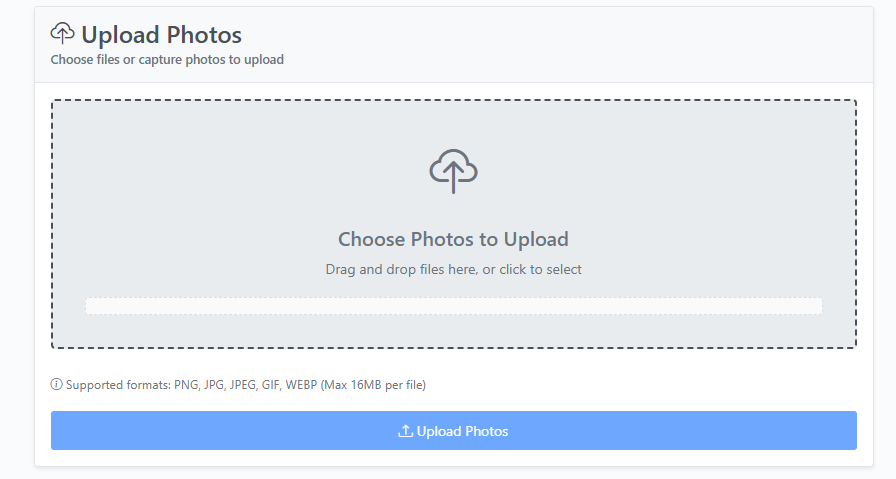 Upload Photos
Choose files or capture photos to upload
Choose Photos to Upload
Drag and drop files here, or click to select
Supported formats: PNG, JPG, JPEG, GIF, WEBP (Max 16MB per file)
Upload Photos